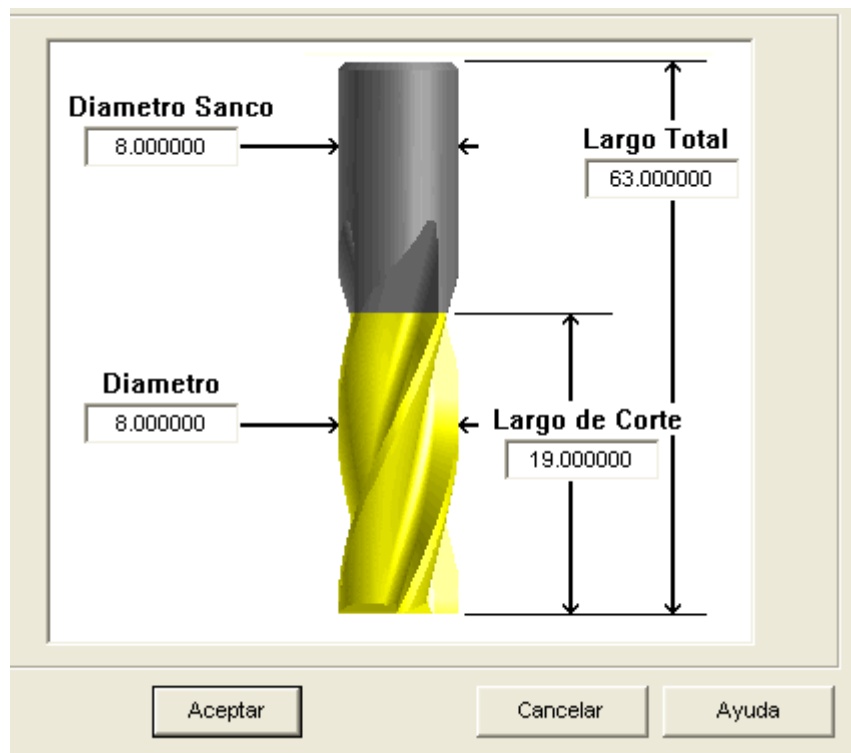 Diametro Sanco
8.000000
Largo Total
63.000000
Diametro
8.000000
Largo de Corte
19.000000
Aceptar
Cancelar
Ayuda